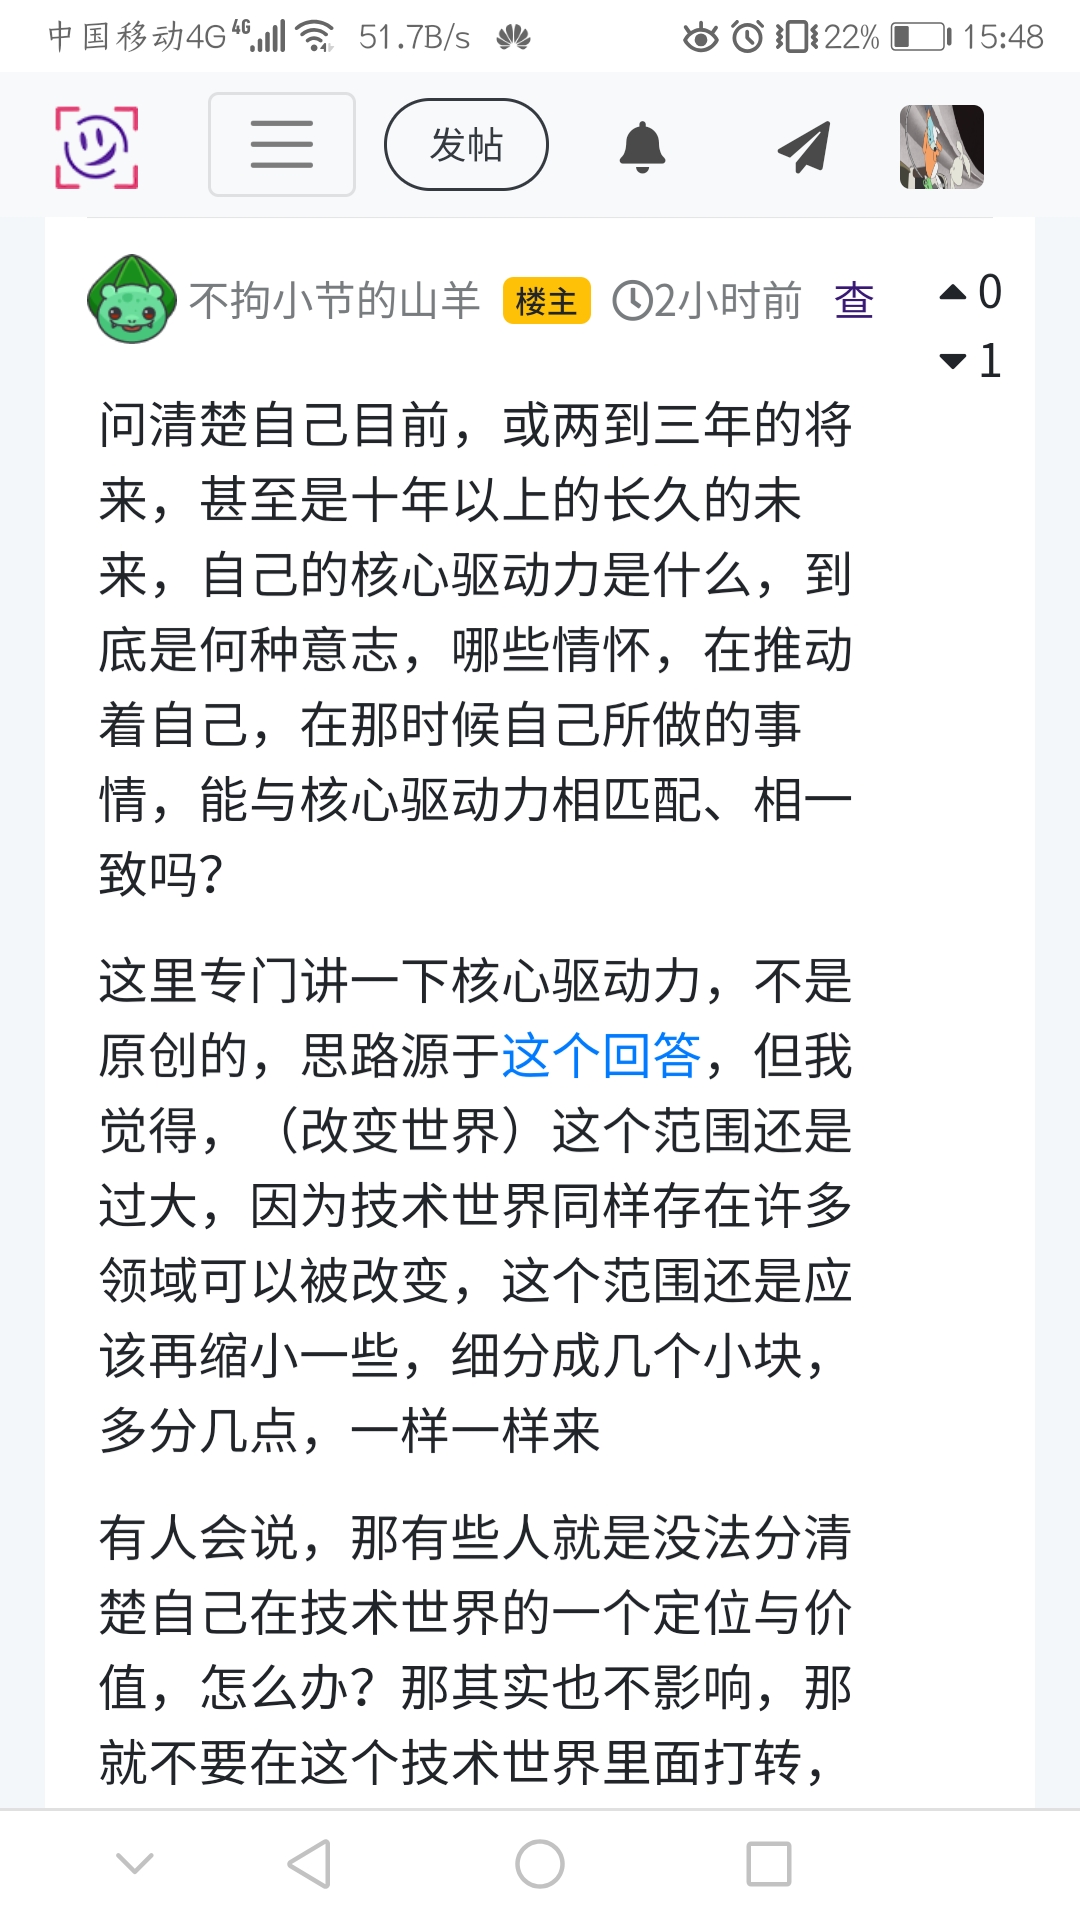 中国移动4G 4G 51.7B/s 22% 15:48
发帖
不拘小节的山羊 楼主 2小时前 查 0
1
问清楚自己目前，或两到三年的将
来，甚至是十年以上的长久的未
来，自己的核心驱动力是什么，到
底是何种意志，哪些情怀，在推动
着自己，在那时候自己所做的事
情，能与核心驱动力相匹配、相一
致吗？
这里专门讲一下核心驱动力，不是
原创的，思路源于这个回答，但我
觉得，（改变世界）这个范围还是
过大，因为技术世界同样存在许多
领域可以被改变，这个范围还是应
该再缩小一些，细分成几个小块，
多分几点，一样一样来
有人会说，那有些人就是没法分清
楚自己在技术世界的一个定位与价
值，怎么办？那其实也不影响，那
就不要在这个技术世界里面打转，